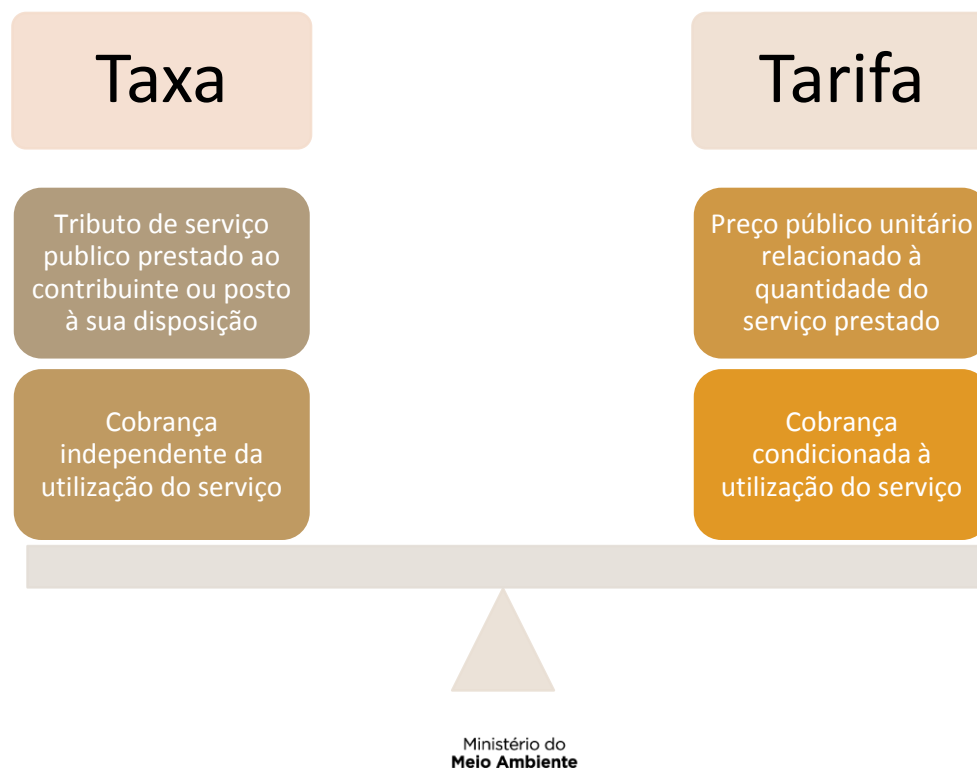 Taxa
Tarifa
Tributo de serviço
publico prestado ao
contribuinte ou posto
à sua disposição
Preço público unitário
relacionado à
quantidade do
serviço prestado
Cobrança
independente da
utilização do serviço
Cobrança
condicionada à
utilização do serviço
Ministério do
Meio Ambiente